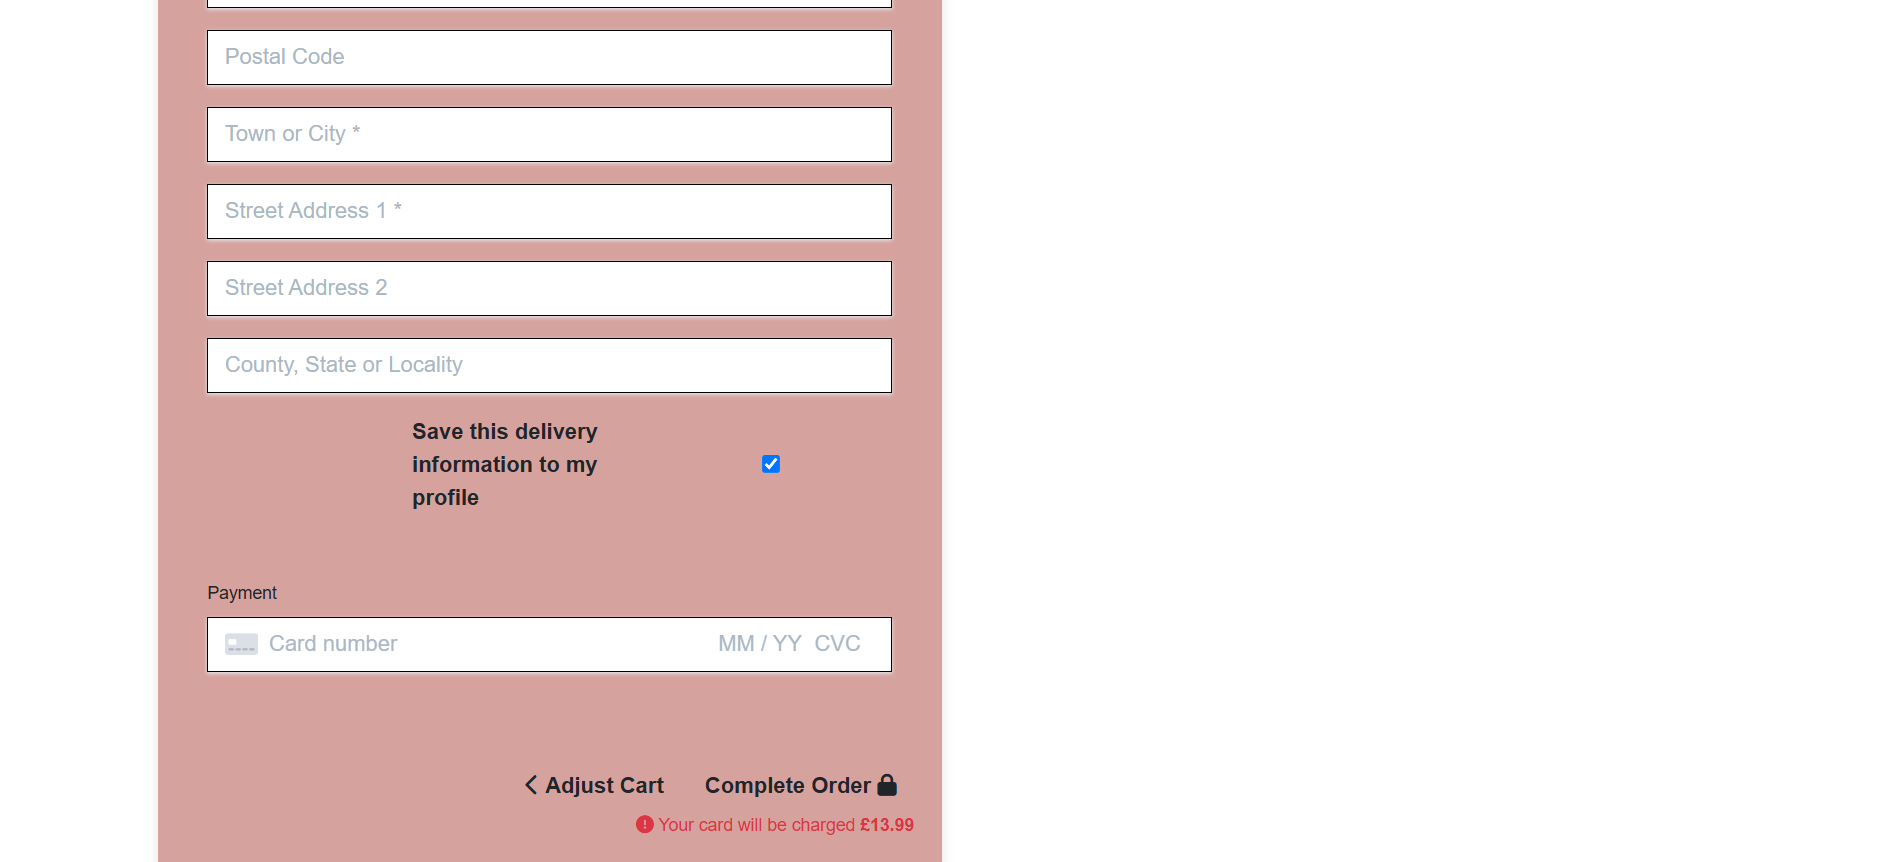 Postal Code
Town or City *
Street Address 1 *
Street Address 2
County, State or Locality
Save this delivery
information to my
profile
Payment
Card number MM / YY CVC
Adjust Cart Complete Order
Your card will be charged £13.99